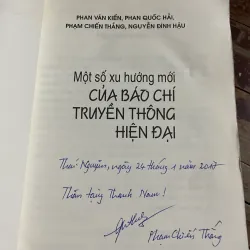 PHAN VĂN KIỀN, PHAN QUỐC HẢI,
PHẠM CHIẾN THẮNG, NGUYỄN ĐÌNH HẬU
Một số xu hướng mới
CỦA BÁO CHÍ
TRUYỀN THÔNG
HIỆN ĐẠI
Thái Nguyên, ngày 24 tháng 1 năm 2017
Thân tặng Thanh Nam!
Phạm Chiến Thắng